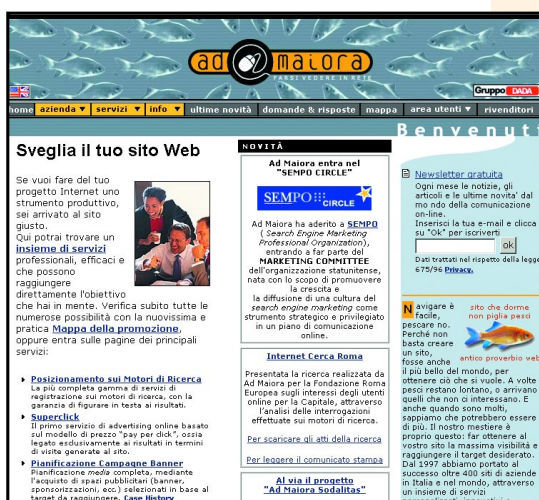 ad maiora
FARSI VEDERE IN RETE
Gruppo DADA
home azienda servizi info ultime novità domande & risposte mappa area utenti rivenditori
Benvenut
Sveglia il tuo sito Web
Se vuoi fare del tuo
progetto Internet uno
strumento produttivo,
sei arrivato al sito
giusto.
Qui potrai trovare un
insieme di servizi
professionali, efficaci e
che possono
raggiungere
direttamente l'obiettivo
che hai in mente. Verifica subito tutte le
numerose possibilità con la nuovissima e
pratica Mappa della promozione,
oppure entra sulle pagine dei principali
servizi:
Posizionamento sui Motori di Ricerca
La più completa gamma di servizi di
registrazione sui motori di ricerca, con la
garanzia di figurare in testa ai risultati.
Superclick
Il primo servizio di advertising online basato
sul modello di prezzo "pay per click", ossia
legato esclusivamente ai risultati in termini
di visite generate al sito.
Pianificazione Campagne Banner
Pianificazione media completa, mediante
l'acquisto di spazi pubblicitari (banner,
sponsorizzazioni, ecc.) selezionati in base al
target da raggiungere. Case History
NOVITÀ
Ad Maiora entra nel
"SEMPO CIRCLE"
SEMPO CIRCLE
Ad Maiora ha aderito a SEMPO
( Search Engine Marketing
Professional Organization),
entrando a far parte del
MARKETING COMMITTEE
dell'organizzazione statunitense,
nata con lo scopo di promuovere
la crescita e
la diffusione di una cultura del
search engine marketing come
strumento strategico e privilegiato
in un piano di comunicazione
online.
Internet Cerca Roma
Presentata la ricerca realizzata da
Ad Maiora per la Fondazione Roma
Europea sugli interessi degli utenti
online per la Capitale, attraverso
l'analisi delle interrogazioni
effettuate sui motori di ricerca.
Per scaricare gli atti della ricerca
Per leggere il comunicato stampa
Al via il progetto
"Ad Maiora Sodalitas"
Newsletter gratuita
Ogni mese le notizie, gli
articoli e le ultime novita' dal
mo ndo della comunicazione
on-line.
Inserisci la tua e-mail e clicca
su "Ok" per iscriverti
ok
Dati trattati nel rispetto della legge
675/96 Privacy.
Navigare è
facile,
pescare no.
Perché non
basta creare
un sito,
fosse anche
sito che dorme
non piglia pesci
antico proverbio web
il più bello del mondo, per
ottenere ciò che si vuole. A volte i
pesci restano lontano, o arrivano
quelli che non ci interessano. E
anche quando sono molti,
sappiamo che potrebbero essere
di più. Il nostro mestiere è
proprio questo: far ottenere al
vostro sito la massima visibilità e
raggiungere il target desiderato.
Dal 1997 abbiamo portato al
successo oltre 400 siti di aziende
in Italia e nel mondo, attraverso
un insieme di servizi